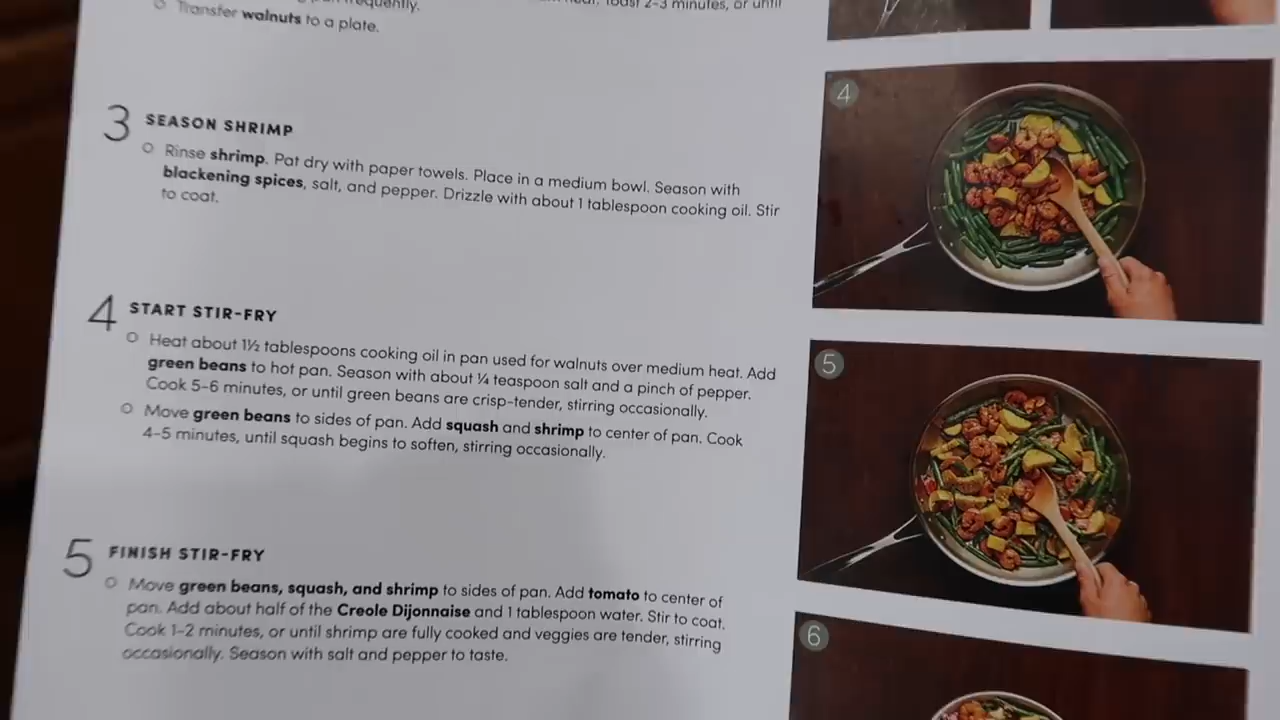 frequently.
toast 2–3 minutes, or until
Transfer walnuts to a plate.
3 SEASON SHRIMP
Rinse shrimp. Pat dry with paper towels. Place in a medium bowl. Season with
blackening spices, salt, and pepper. Drizzle with about 1 tablespoon cooking oil. Stir
to coat.
4 START STIR-FRY
Heat about 1½ tablespoons cooking oil in pan used for walnuts over medium heat. Add
green beans to hot pan. Season with about ¼ teaspoon salt and a pinch of pepper.
Cook 5–6 minutes, or until green beans are crisp-tender, stirring occasionally.
Move green beans to sides of pan. Add squash and shrimp to center of pan. Cook
4–5 minutes, until squash begins to soften, stirring occasionally.
5 FINISH STIR-FRY
Move green beans, squash, and shrimp to sides of pan. Add tomato to center of
pan. Add about half of the Creole Dijonnaise and 1 tablespoon water. Stir to coat.
Cook 1–2 minutes, or until shrimp are fully cooked and veggies are tender, stirring
occasionally. Season with salt and pepper to taste.
4
5
6